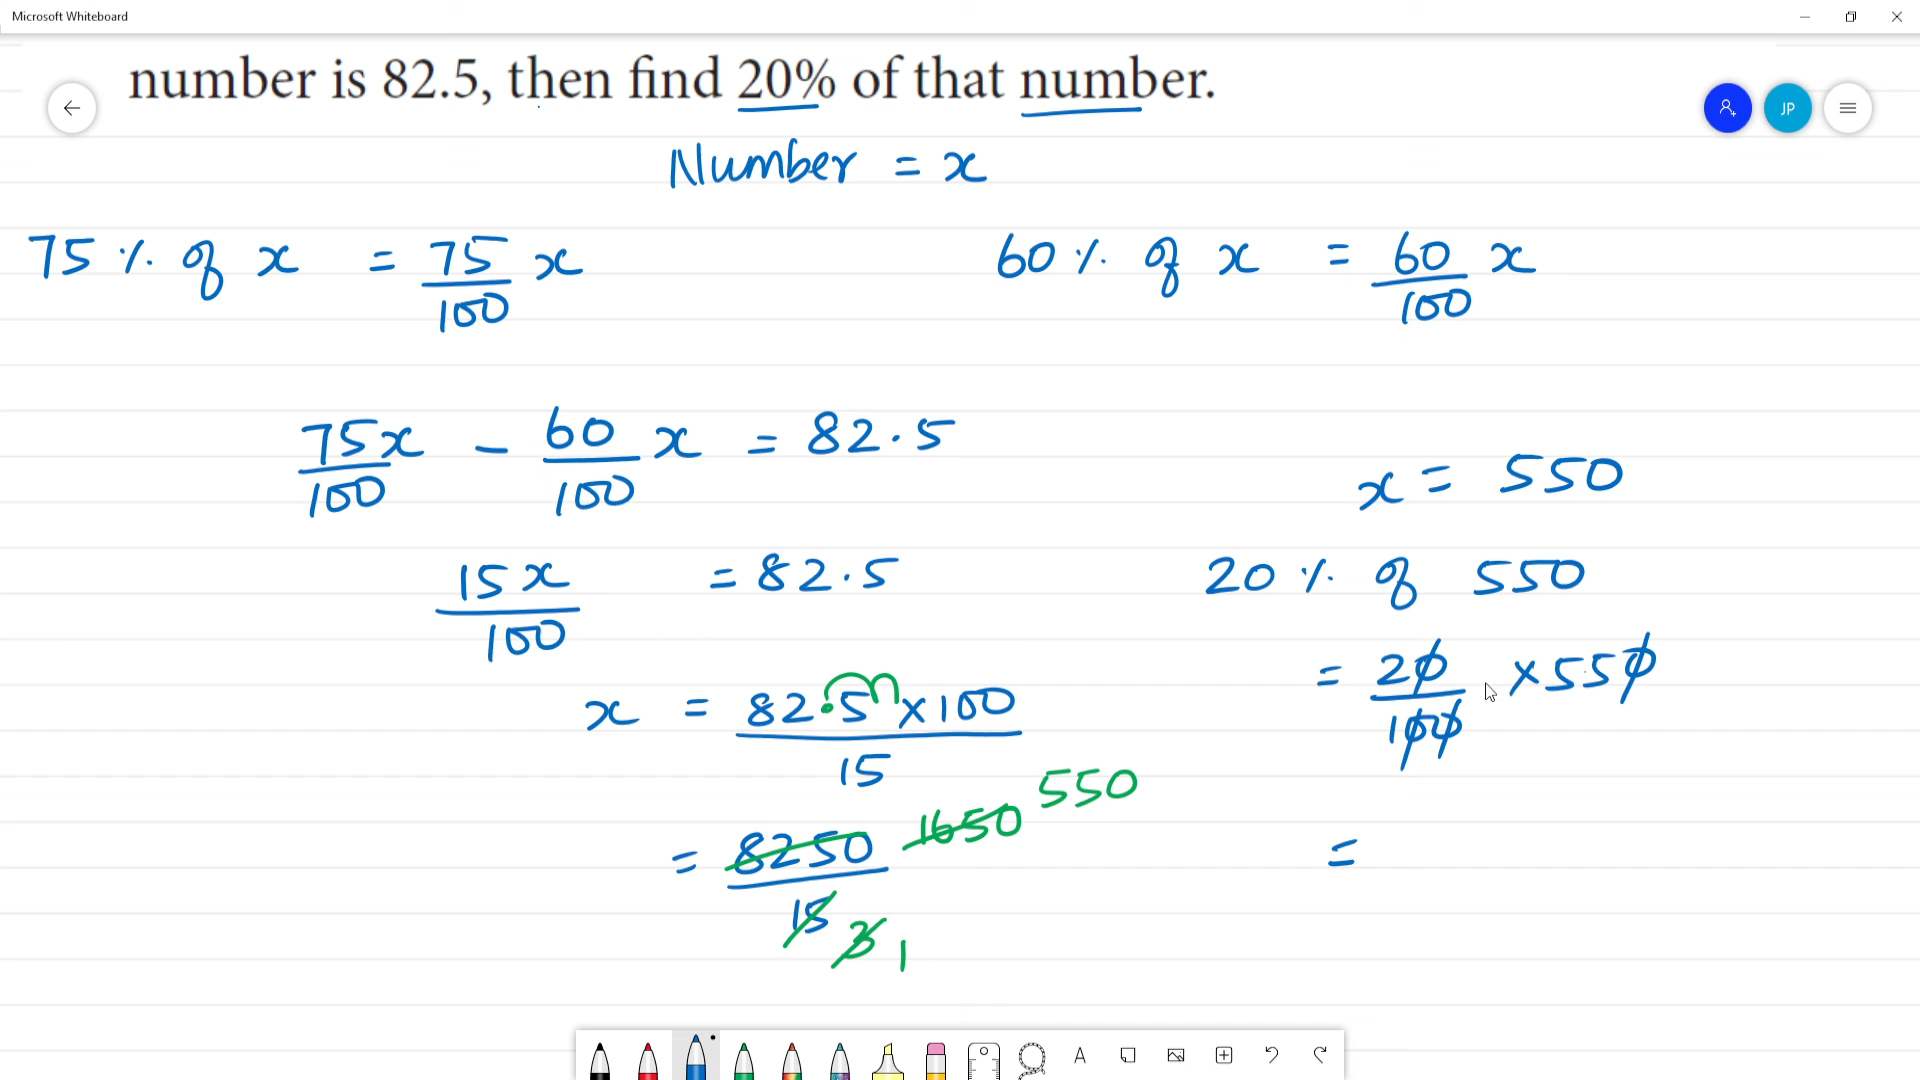 Microsoft Whiteboard
number is 82.5, then find 20% of that number.
JP
Number = x
75 % of x = 75/100 x
60 % of x = 60/100 x
75x/100 - 60/100 x = 82.5
15x/100 = 82.5
x = 82.5 x 100/15
= 8250/15 1650 550
3 1
x = 550
20 % of 550
= 20/100 x 550
=
A